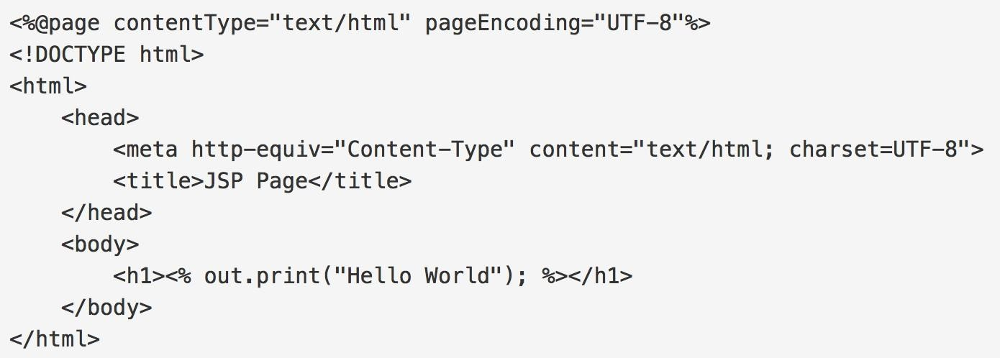 <%@page contentType="text/html" pageEncoding="UTF-8"%>
<!DOCTYPE html>
<html>
    <head>
        <meta http-equiv="Content-Type" content="text/html; charset=UTF-8">
        <title>JSP Page</title>
    </head>
    <body>
        <h1><% out.print("Hello World"); %></h1>
    </body>
</html>